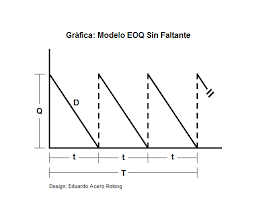 Gráfica: Modelo EOQ Sin Faltante
D
Q
t t t
T
Design: Eduardo Acero Rolong